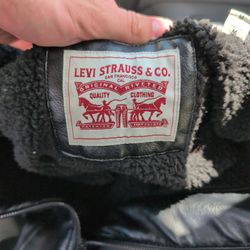 LEVI STRAUSS & CO.
SAN FRANCISCO
CAL.
ORIGINAL RIVETED
QUALITY CLOTHING